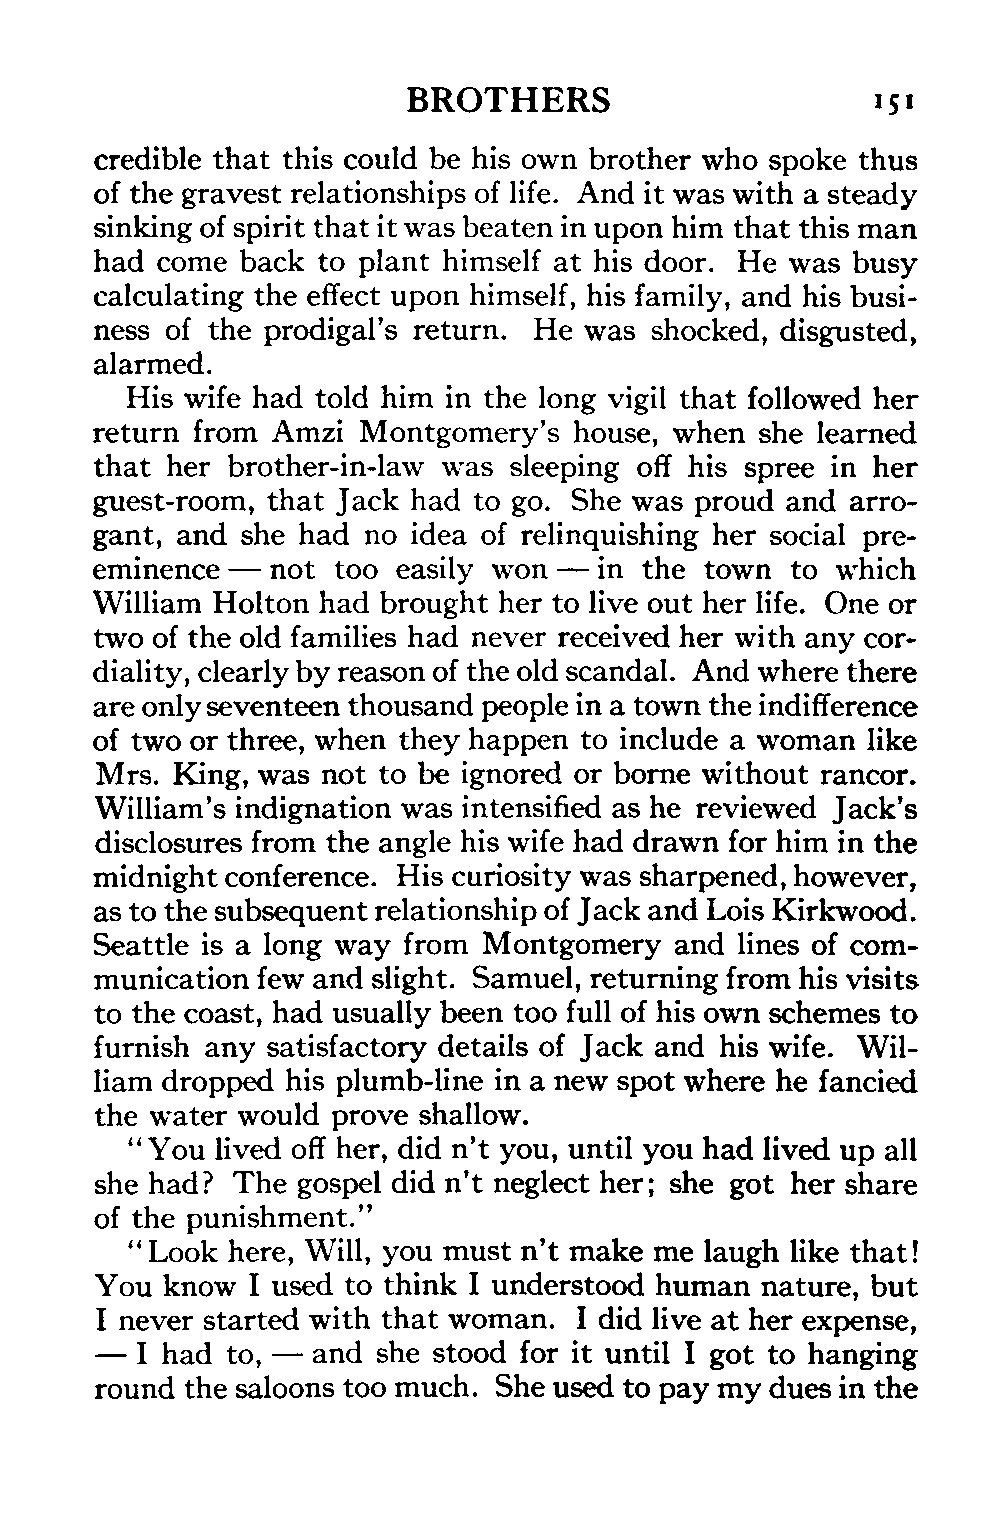 BROTHERS 151
credible that this could be his own brother who spoke thus
of the gravest relationships of life. And it was with a steady
sinking of spirit that it was beaten in upon him that this man
had come back to plant himself at his door. He was busy
calculating the effect upon himself, his family, and his busi-
ness of the prodigal's return. He was shocked, disgusted,
alarmed.
His wife had told him in the long vigil that followed her
return from Amzi Montgomery's house, when she learned
that her brother-in-law was sleeping off his spree in her
guest-room, that Jack had to go. She was proud and arro-
gant, and she had no idea of relinquishing her social pre-
eminence — not too easily won — in the town to which
William Holton had brought her to live out her life. One or
two of the old families had never received her with any cor-
diality, clearly by reason of the old scandal. And where there
are only seventeen thousand people in a town the indifference
of two or three, when they happen to include a woman like
Mrs. King, was not to be ignored or borne without rancor.
William's indignation was intensified as he reviewed Jack's
disclosures from the angle his wife had drawn for him in the
midnight conference. His curiosity was sharpened, however,
as to the subsequent relationship of Jack and Lois Kirkwood.
Seattle is a long way from Montgomery and lines of com-
munication few and slight. Samuel, returning from his visits
to the coast, had usually been too full of his own schemes to
furnish any satisfactory details of Jack and his wife. Wil-
liam dropped his plumb-line in a new spot where he fancied
the water would prove shallow.
"You lived off her, did n't you, until you had lived up all
she had? The gospel did n't neglect her; she got her share
of the punishment."
"Look here, Will, you must n't make me laugh like that!
You know I used to think I understood human nature, but
I never started with that woman. I did live at her expense,
— I had to, — and she stood for it until I got to hanging
round the saloons too much. She used to pay my dues in the